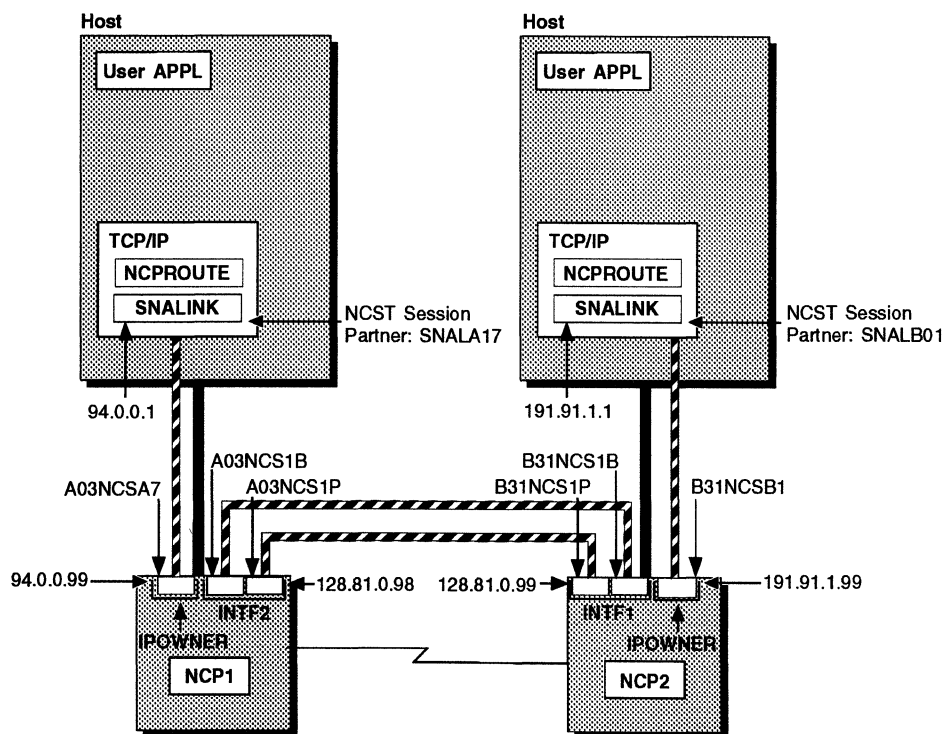 Host
Host
User APPL
User APPL
TCP/IP
TCP/IP
NCPROUTE
NCPROUTE
SNALINK
SNALINK
NCST Session
Partner: SNALA17
NCST Session
Partner: SNALB01
94.0.0.1
191.91.1.1
A03NCS1B
B31NCS1B
A03NCSA7
A03NCS1P
B31NCS1P
B31NCSB1
94.0.0.99
128.81.0.98
128.81.0.99
191.91.1.99
INTF2
INTF1
IPOWNER
IPOWNER
NCP1
NCP2